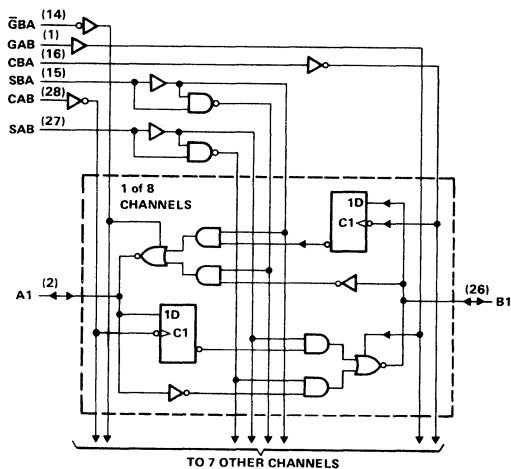 G̅BA (14)
GAB (1)
CBA (16)
SBA (15)
CAB (28)
SAB (27)
1 of 8
CHANNELS
1D
C1
A1 (2)
(26) B1
1D
C1
TO 7 OTHER CHANNELS